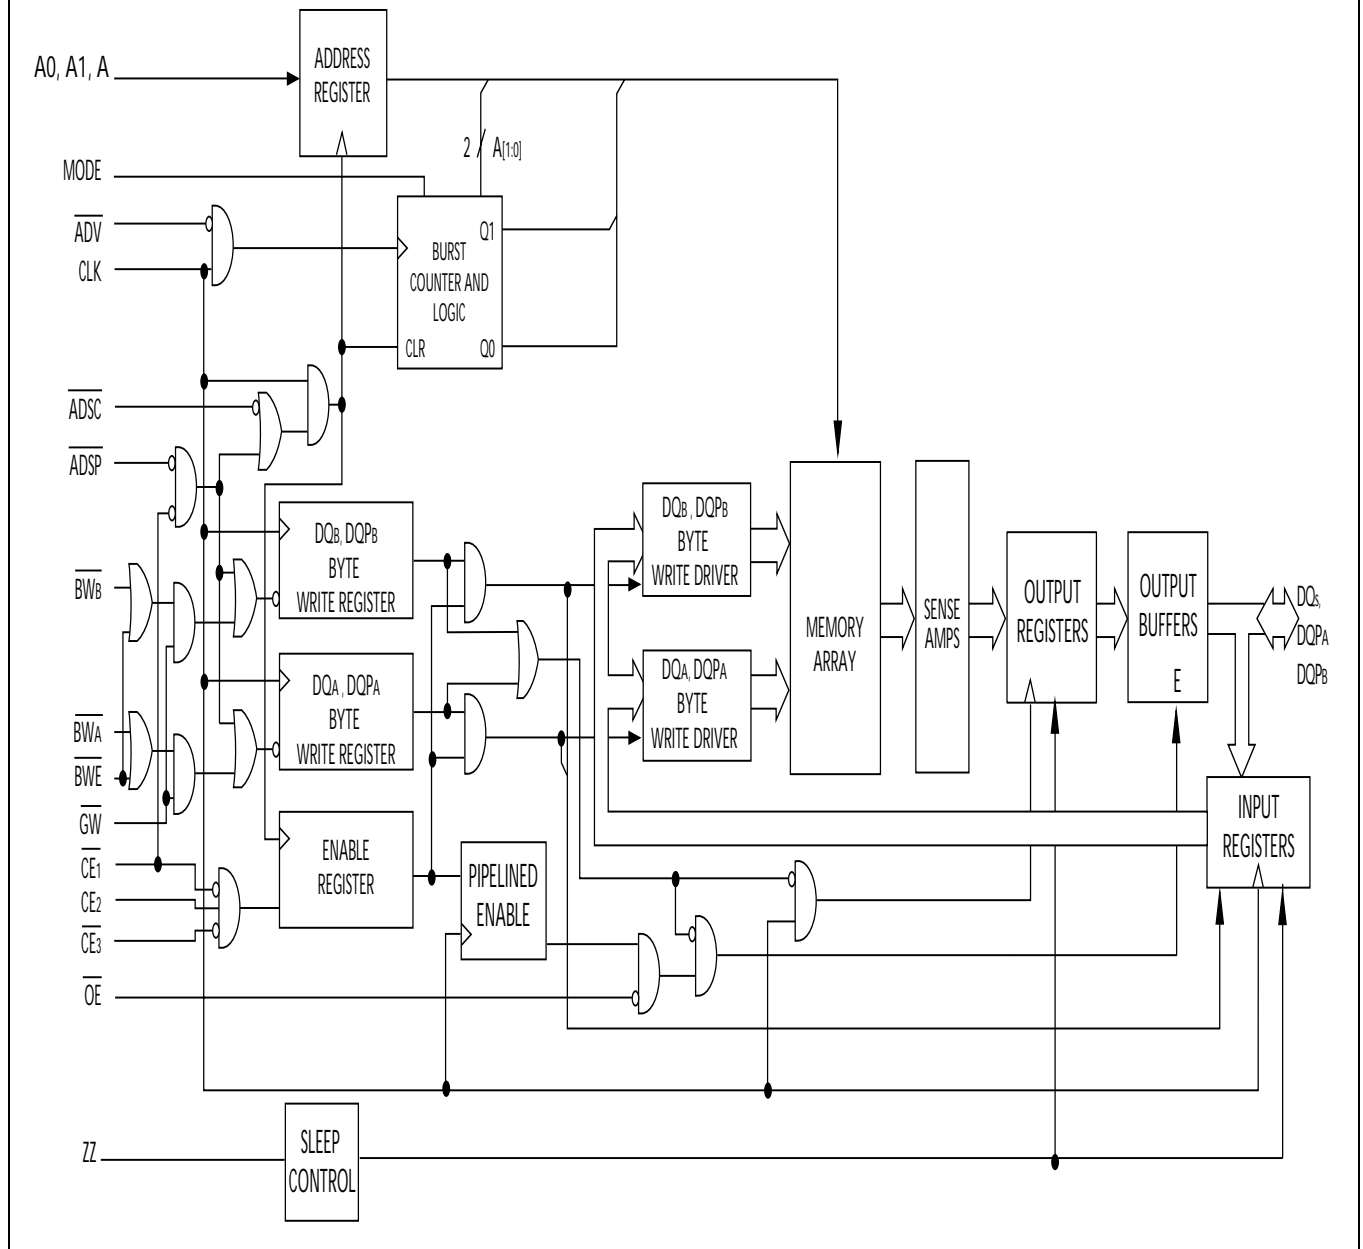 A0, A1, A
ADDRESS
REGISTER
2
A[1:0]
MODE
ADV
CLK
Q1
BURST
COUNTER AND
LOGIC
CLR
Q0
ADSC
ADSP
DQB, DQPB
BYTE
WRITE REGISTER
DQB, DQPB
BYTE
WRITE DRIVER
BWB
DQA, DQPA
BYTE
WRITE REGISTER
DQA, DQPA
BYTE
WRITE DRIVER
MEMORY
ARRAY
SENSE
AMPS
OUTPUT
REGISTERS
OUTPUT
BUFFERS
E
DQs,
DQPA
DQPB
BWA
BWE
GW
CE1
CE2
CE3
ENABLE
REGISTER
PIPELINED
ENABLE
INPUT
REGISTERS
OE
ZZ
SLEEP
CONTROL